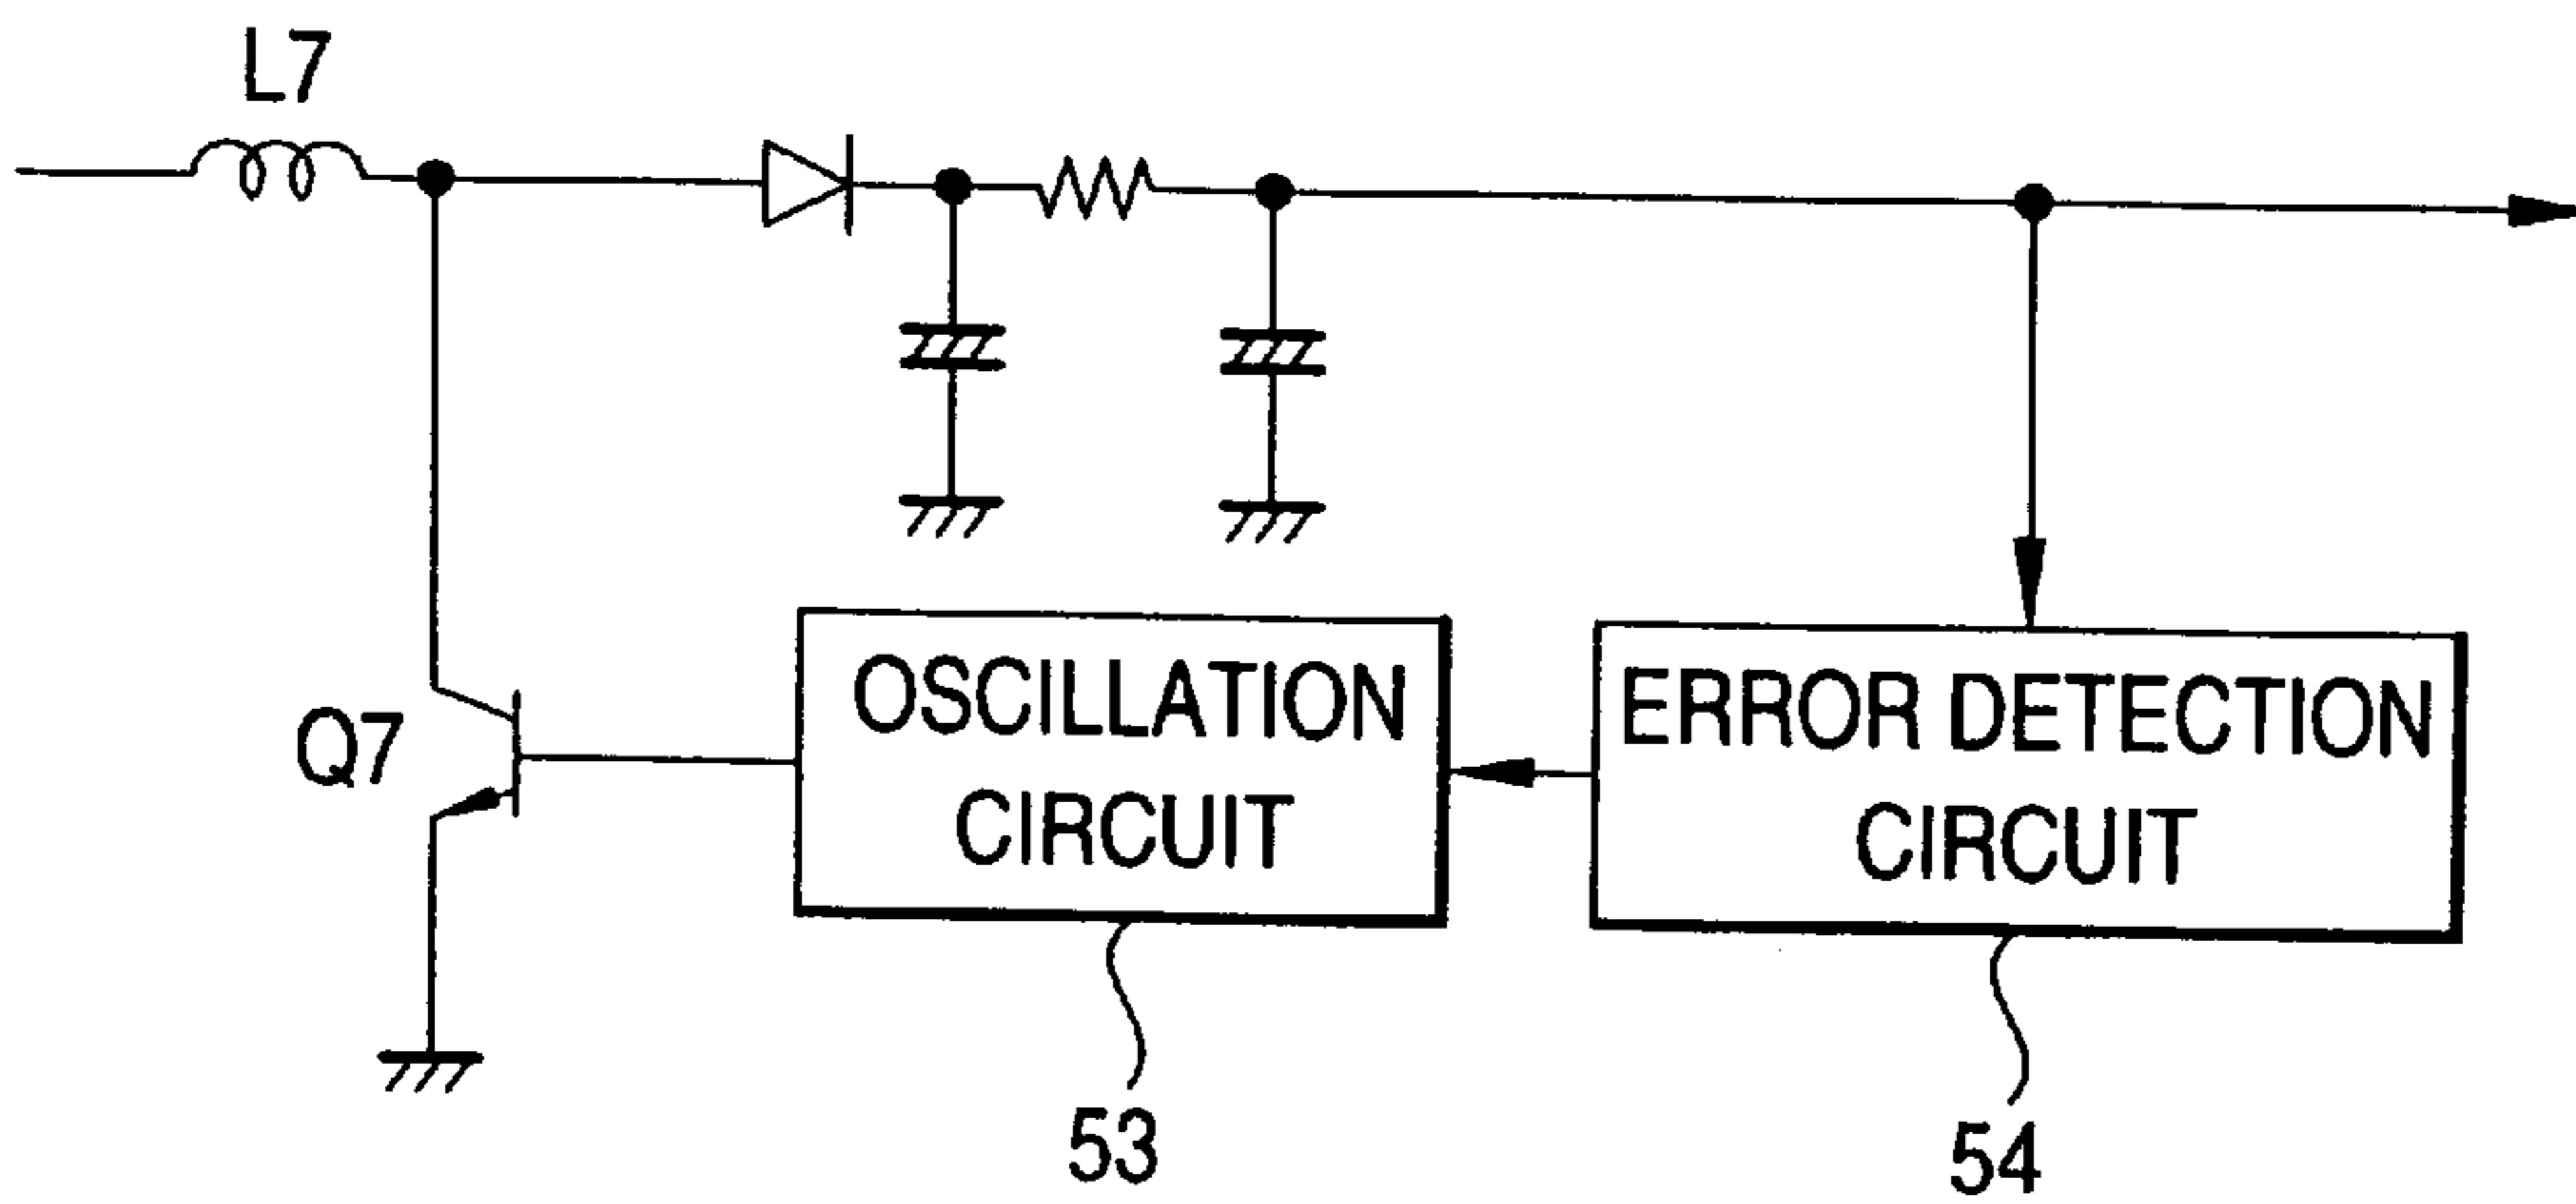 L7
Q7
OSCILLATION
CIRCUIT
ERROR DETECTION
CIRCUIT
53
54